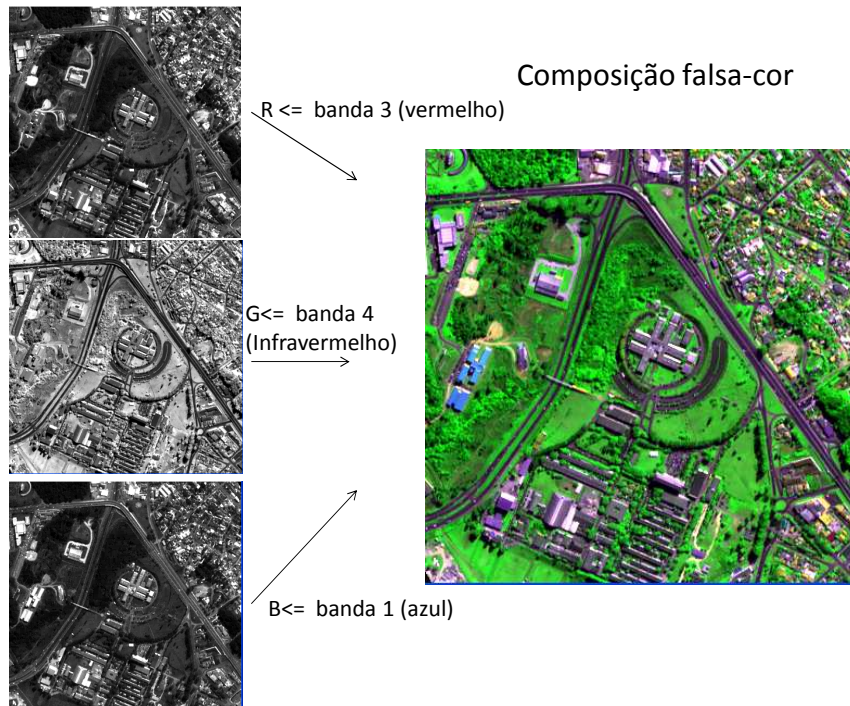 Composição falsa-cor
R <= banda 3 (vermelho)
G<= banda 4
(Infravermelho)
B<= banda 1 (azul)